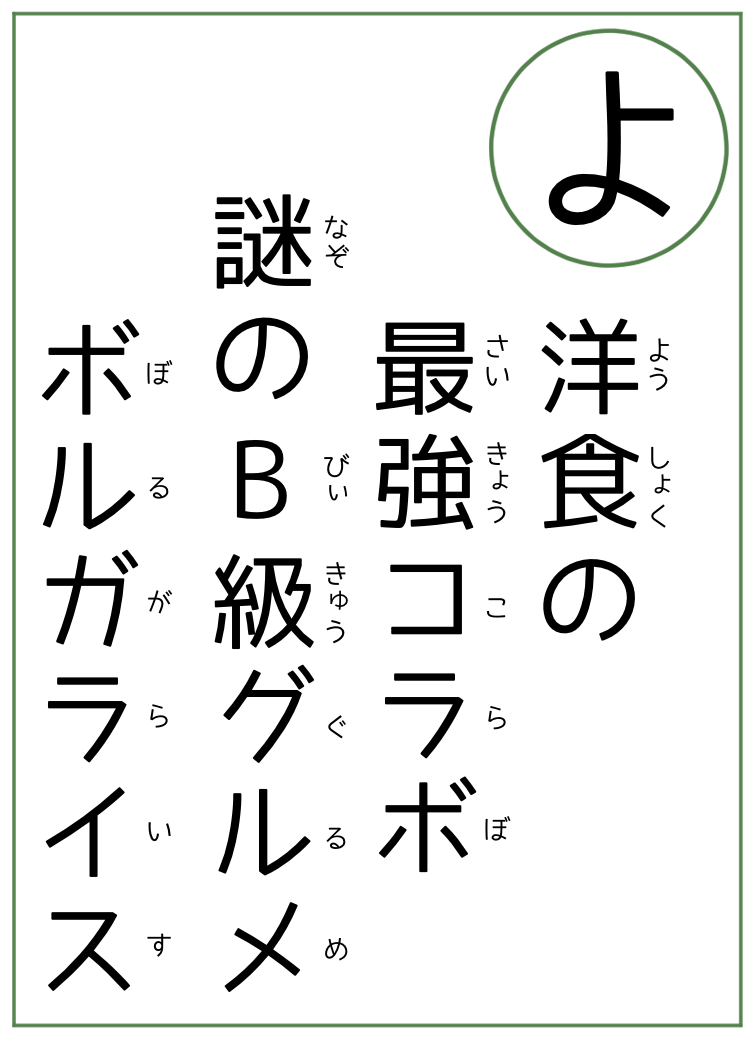 よ
洋食の
ようしょく
最強コラボ
さいきょうこらぼ
謎のB級グルメ
なぞびぃきゅうぐるめ
ボルガライス
ぼるがらいす